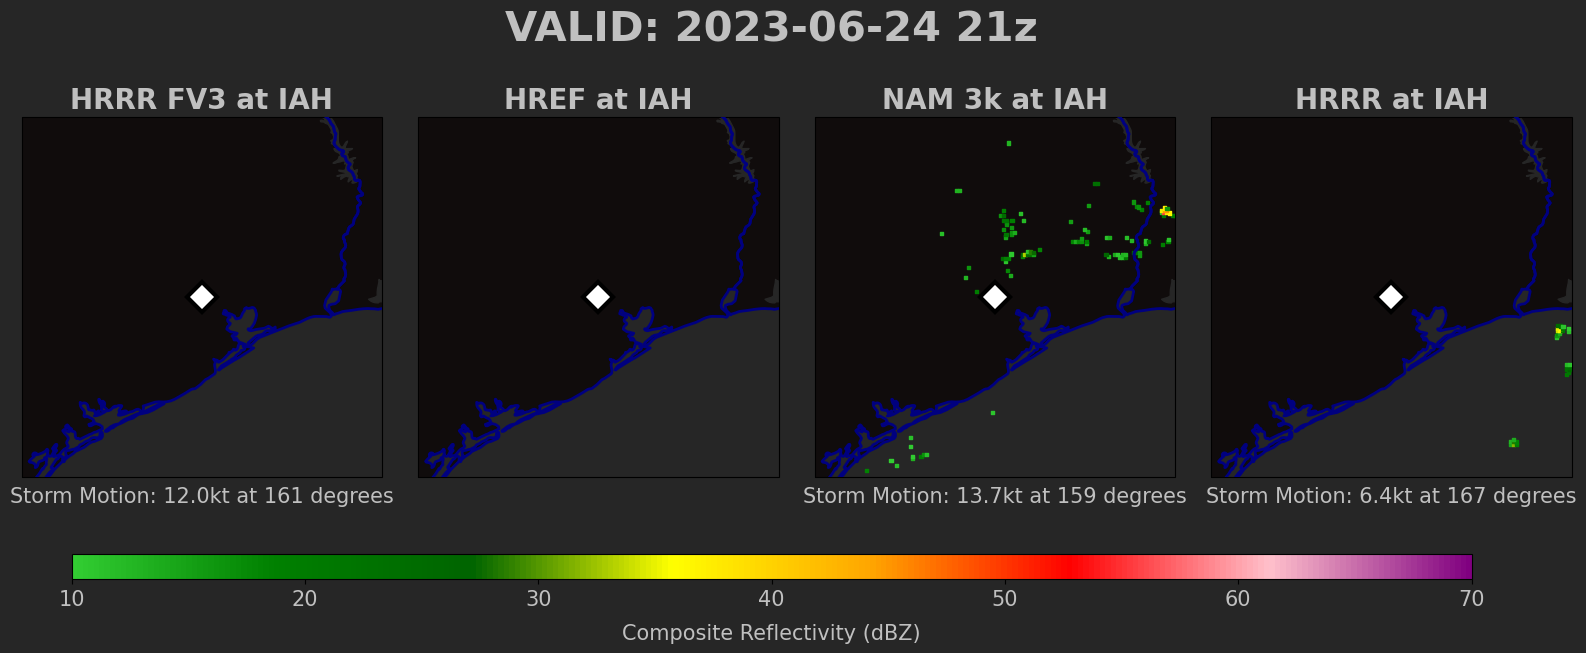 VALID: 2023-06-24 21z
HRRR FV3 at IAH
HREF at IAH
NAM 3k at IAH
HRRR at IAH
Storm Motion: 12.0kt at 161 degrees
Storm Motion: 13.7kt at 159 degrees
Storm Motion: 6.4kt at 167 degrees
10 20 30 40 50 60 70
Composite Reflectivity (dBZ)